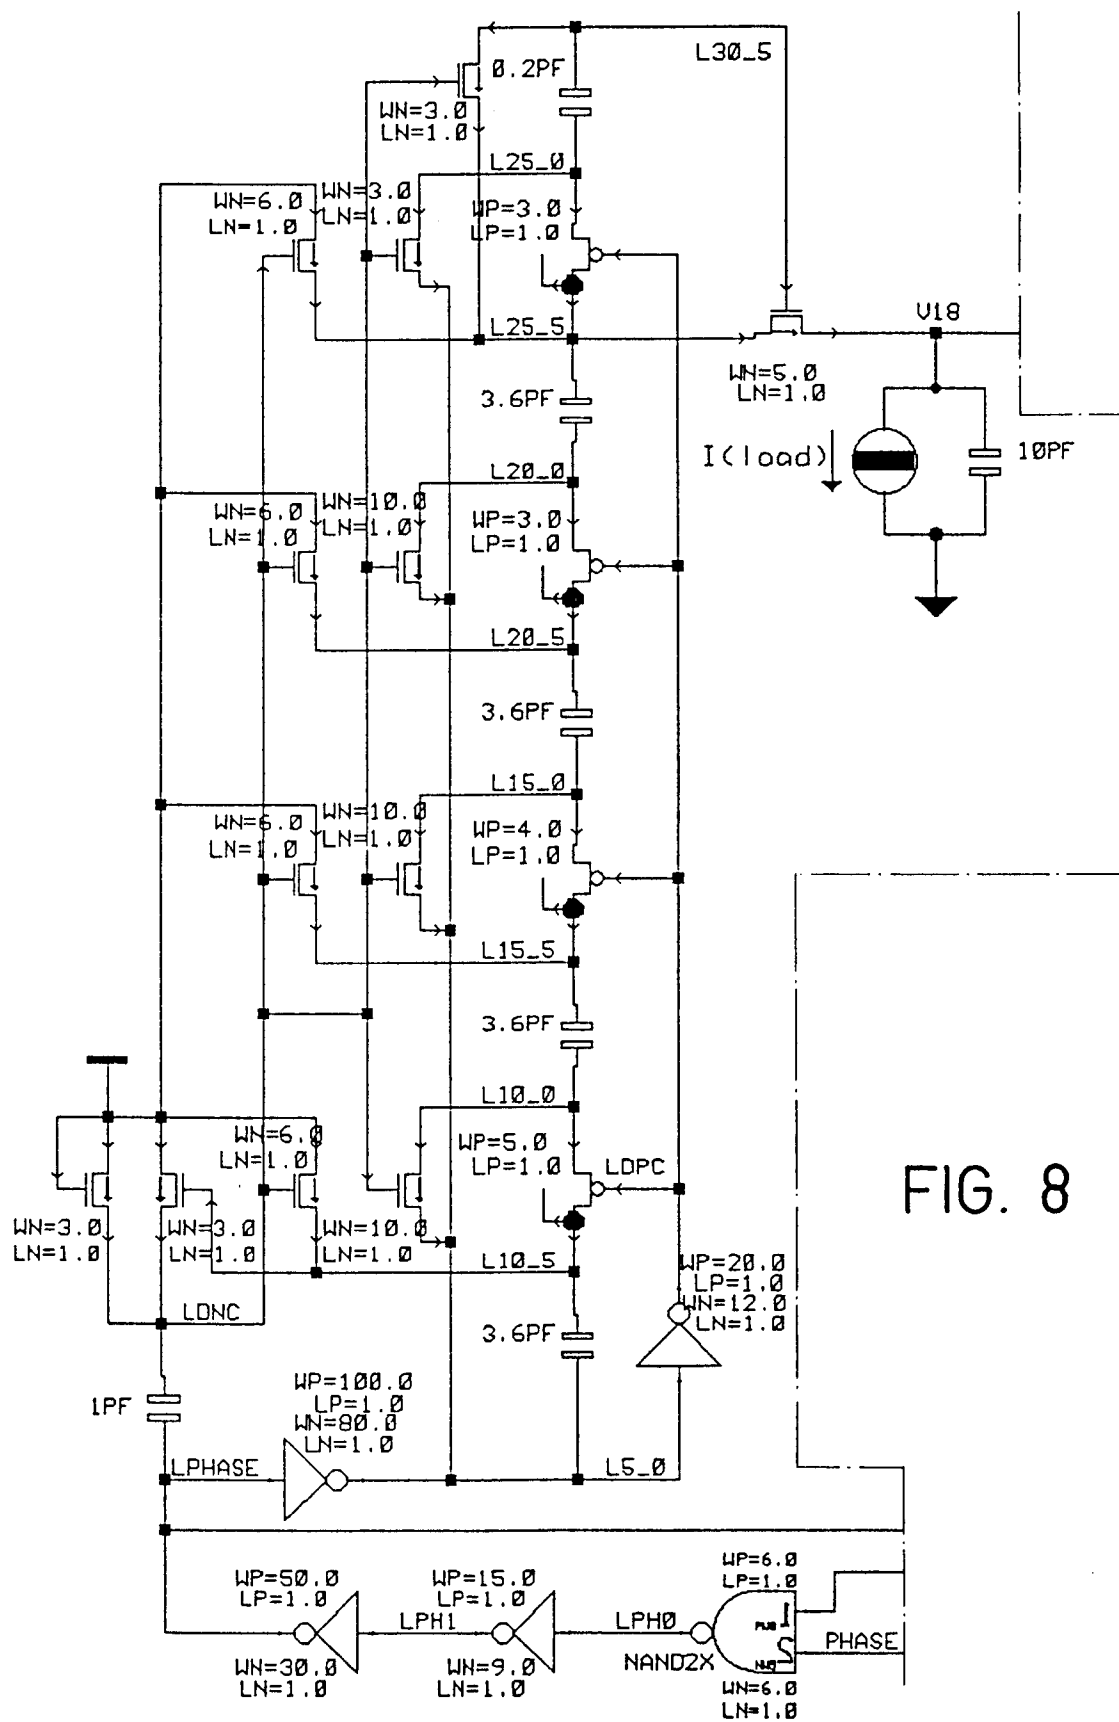 L30_5
0.2PF
WN=3.0
LN=1.0
L25_0
WN=6.0
LN=1.0
WN=3.0
LN=1.0
WP=3.0
LP=1.0
L25_5
V18
WN=5.0
LN=1.0
3.6PF
I(load)
10PF
L20_0
WN=6.0
LN=1.0
WN=10.0
LN=1.0
WP=3.0
LP=1.0
L20_5
3.6PF
L15_0
WN=6.0
LN=1.0
WN=10.0
LN=1.0
WP=4.0
LP=1.0
L15_5
3.6PF
L10_0
WN=6.0
LN=1.0
WP=5.0
LP=1.0
LDPC
FIG. 8
WN=3.0
LN=1.0
WN=3.0
LN=1.0
WN=10.0
LN=1.0
L10_5
WP=20.0
LP=1.0
WN=12.0
LN=1.0
LDNC
3.6PF
1PF
WP=100.0
LP=1.0
WN=80.0
LN=1.0
LPHASE
L5_0
WP=50.0
LP=1.0
WP=15.0
LP=1.0
WP=6.0
LP=1.0
LPH1
LPH0
PHASE
NAND2X
WN=30.0
LN=1.0
WN=9.0
LN=1.0
WN=6.0
LN=1.0